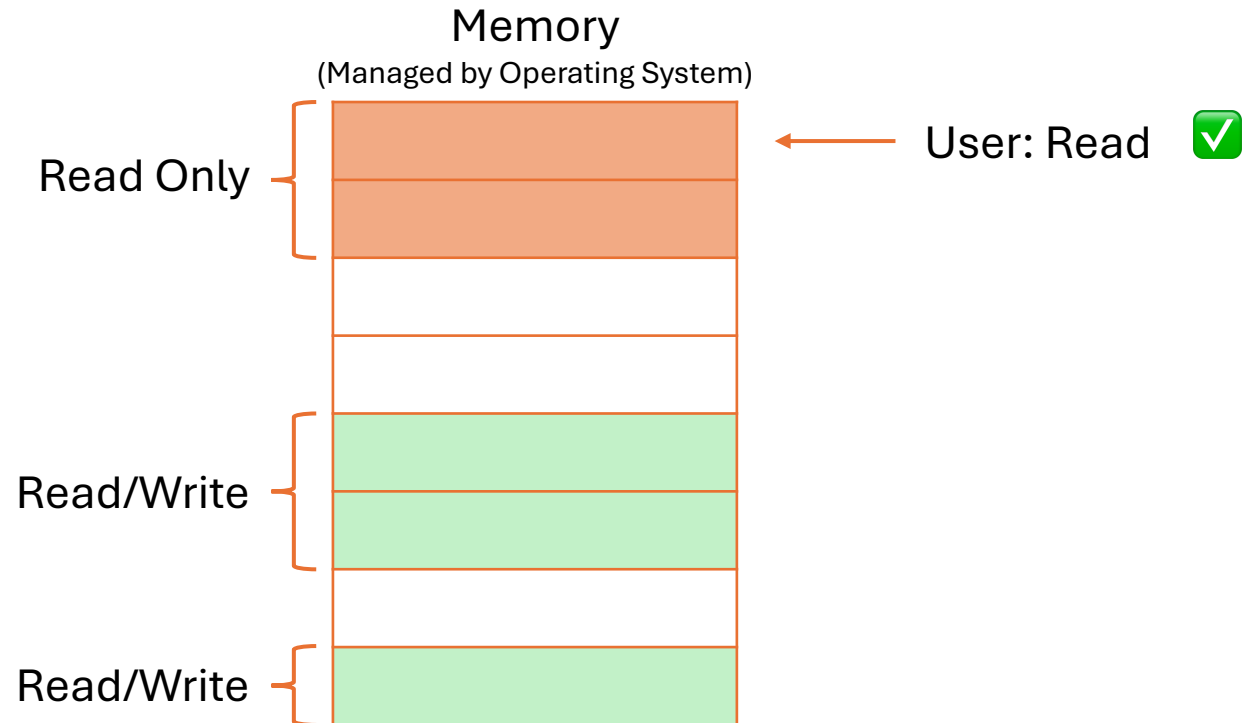 Memory
(Managed by Operating System)
Read Only
User: Read ✅
Read/Write
Read/Write